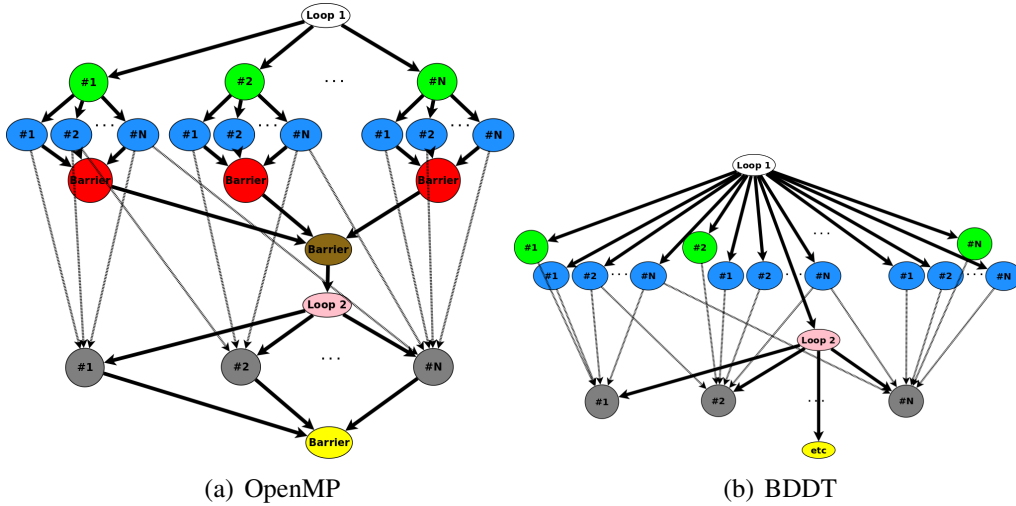 Loop 1
#1
#2
. . .
#N
#1
#2
...
#N
#1
#2
...
#N
#1
#2
...
#N
Barrier
Barrier
Barrier
Barrier
Loop 2
#1
#2
. . .
#N
Barrier
(a) OpenMP
Loop 1
...
#1
#2
#N
#1
#2
...
#N
#1
#2
...
#N
#1
#2
...
#N
Loop 2
#1
#2
...
#N
etc
(b) BDDT